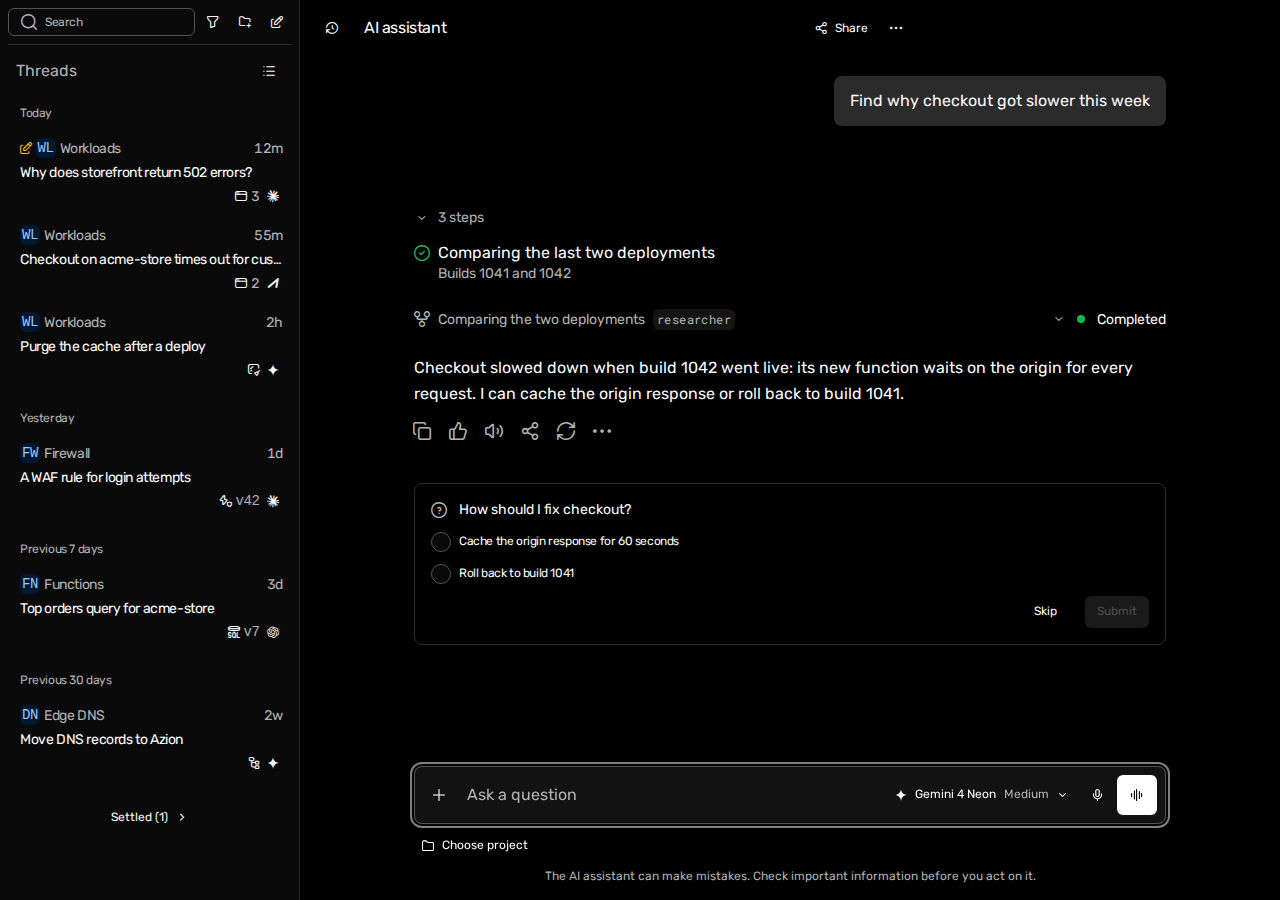 Search
Threads
Today
WL Workloads 12m
Why does storefront return 502 errors?
3
WL Workloads 55m
Checkout on acme-store times out for cus...
2
WL Workloads 2h
Purge the cache after a deploy
Yesterday
FW Firewall 1d
A WAF rule for login attempts
v42
Previous 7 days
FN Functions 3d
Top orders query for acme-store
SQL v7
Previous 30 days
DN Edge DNS 2w
Move DNS records to Azion
Settled (1)
AI assistant
Share
Find why checkout got slower this week
3 steps
Comparing the last two deployments
Builds 1041 and 1042
Comparing the two deployments researcher Completed
Checkout slowed down when build 1042 went live: its new function waits on the origin for every
request. I can cache the origin response or roll back to build 1041.
How should I fix checkout?
Cache the origin response for 60 seconds
Roll back to build 1041
Skip Submit
Ask a question Gemini 4 Neon Medium
Choose project
The AI assistant can make mistakes. Check important information before you act on it.